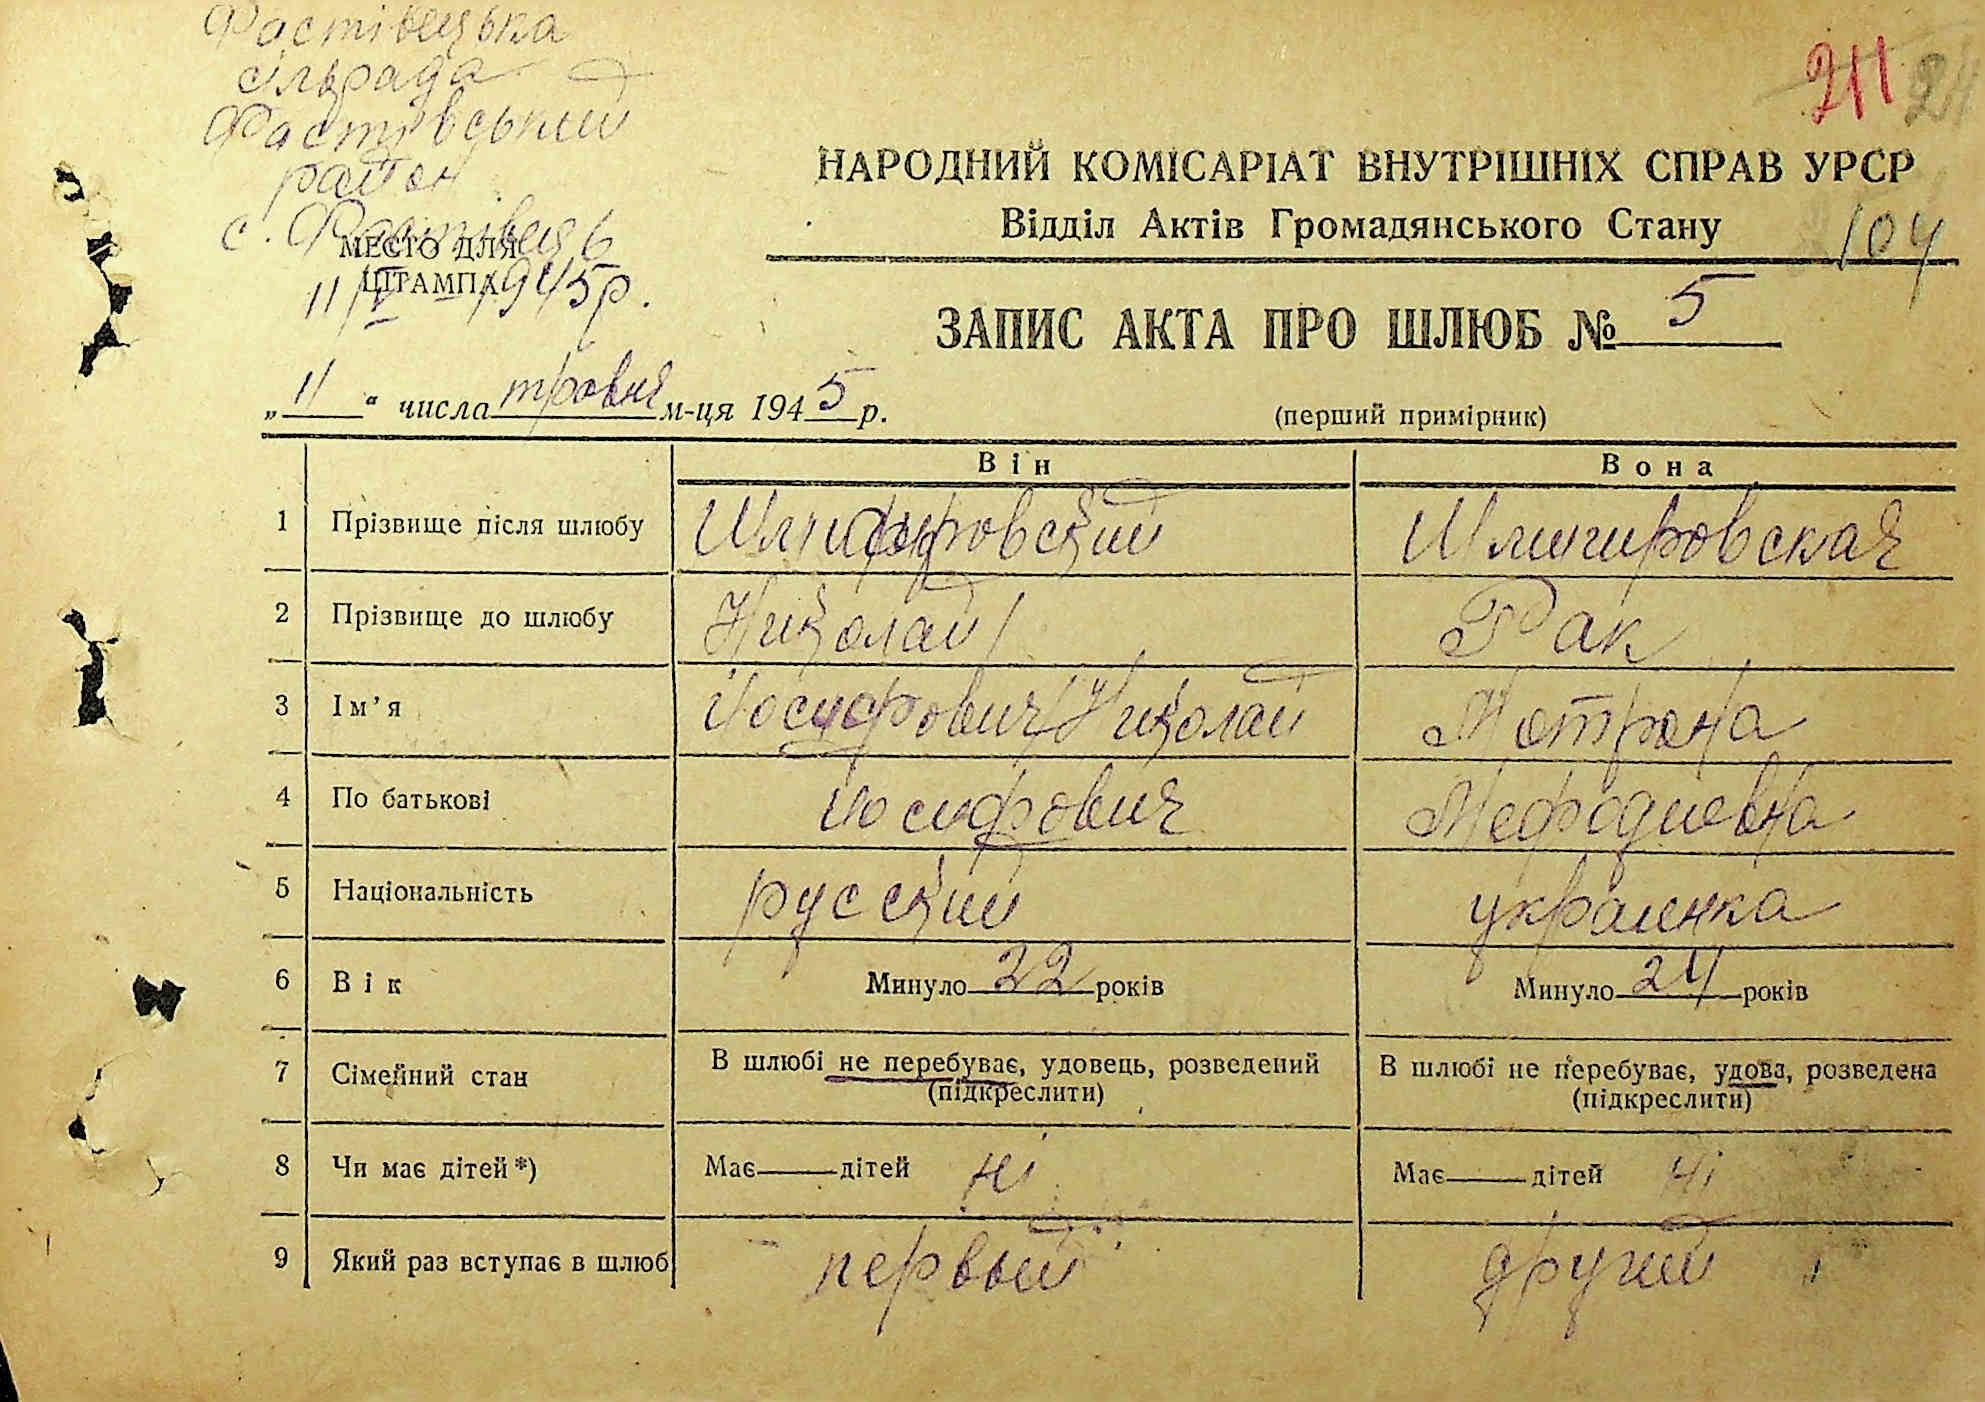 Фастівецька
сільрада
Фастівський
район
с. Фастівець
МЕСТО ДЛЯ
ШТАМПА
11/V 1945 р.
211
104
НАРОДНИЙ КОМІСАРІАТ ВНУТРІШНІХ СПРАВ УРСР
Відділ Актів Громадянського Стану
ЗАПИС АКТА ПРО ШЛЮБ № 5
„ 11 “ числа травня м-ця 1945 р.
(перший примірник)
Він Вона
1 Прізвище після шлюбу
2 Прізвище до шлюбу Николай Рак
3 Ім’я Иосифович Николай Мотрона
4 По батькові Иосифович Мефодиевна
5 Національність русский украинка
6 Вік Минуло 22 років Минуло 24 років
7 Сімейний стан В шлюбі не перебуває, удовець, розведений (підкреслити) В шлюбі не перебуває, удова, розведена (підкреслити)
8 Чи має дітей *) Має дітей ні Має дітей ні
9 Який раз вступає в шлюб первый другий